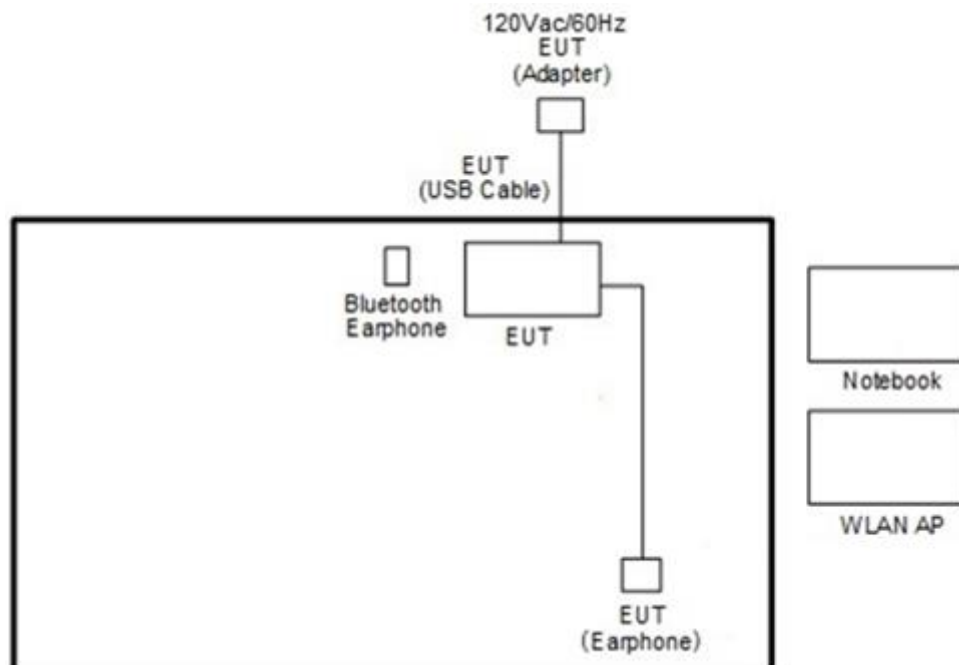 120Vac/60Hz
EUT
(Adapter)
EUT
(USB Cable)
Bluetooth
Earphone
EUT
Notebook
WLAN AP
EUT
(Earphone)